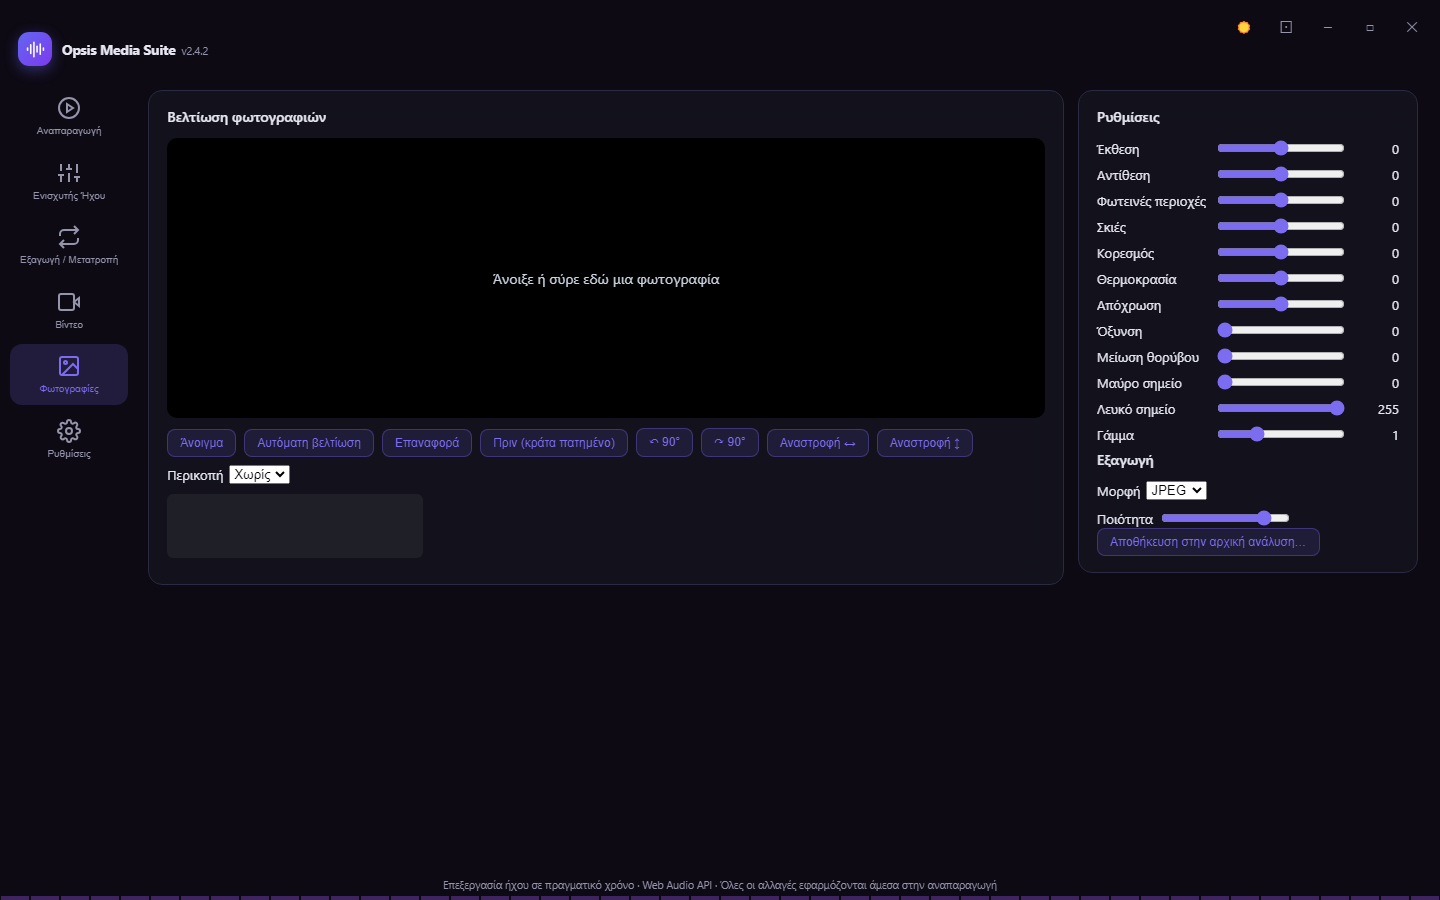 Opsis Media Suite v2.4.2
Αναπαραγωγή
Ενισχυτής Ήχου
Εξαγωγή / Μετατροπή
Βίντεο
Φωτογραφίες
Ρυθμίσεις
Βελτίωση φωτογραφιών
Άνοιξε ή σύρε εδώ μια φωτογραφία
Άνοιγμα
Αυτόματη βελτίωση
Επαναφορά
Πριν (κράτα πατημένο)
↶ 90°
↷ 90°
Αναστροφή ↔
Αναστροφή ↕
Περικοπή Χωρίς
Ρυθμίσεις
Έκθεση 0
Αντίθεση 0
Φωτεινές περιοχές 0
Σκιές 0
Κορεσμός 0
Θερμοκρασία 0
Απόχρωση 0
Όξυνση 0
Μείωση θορύβου 0
Μαύρο σημείο 0
Λευκό σημείο 255
Γάμμα 1
Εξαγωγή
Μορφή JPEG
Ποιότητα
Αποθήκευση στην αρχική ανάλυση...
Επεξεργασία ήχου σε πραγματικό χρόνο · Web Audio API · Όλες οι αλλαγές εφαρμόζονται άμεσα στην αναπαραγωγή